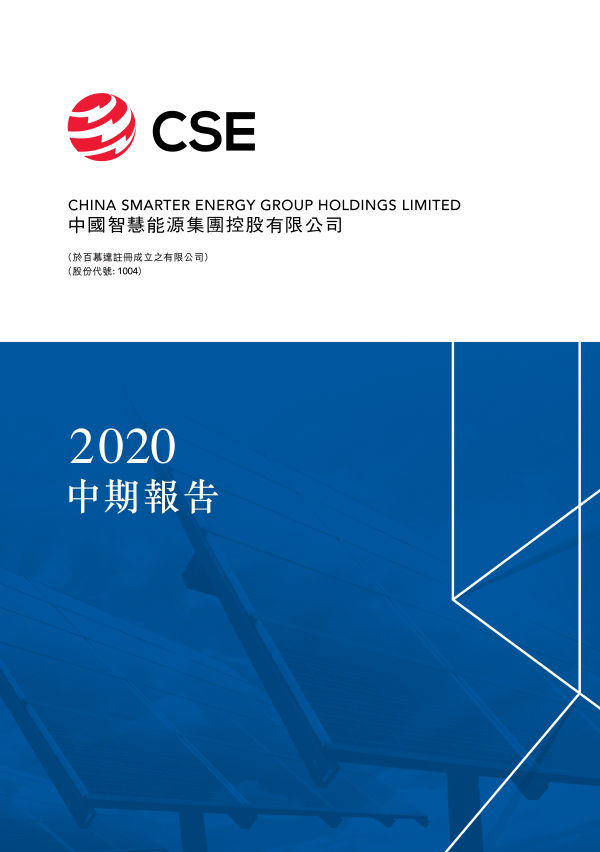 CSE
CHINA SMARTER ENERGY GROUP HOLDINGS LIMITED
中國智慧能源集團控股有限公司
（於百慕達註冊成立之有限公司）
（股份代號: 1004）
2020
中期報告